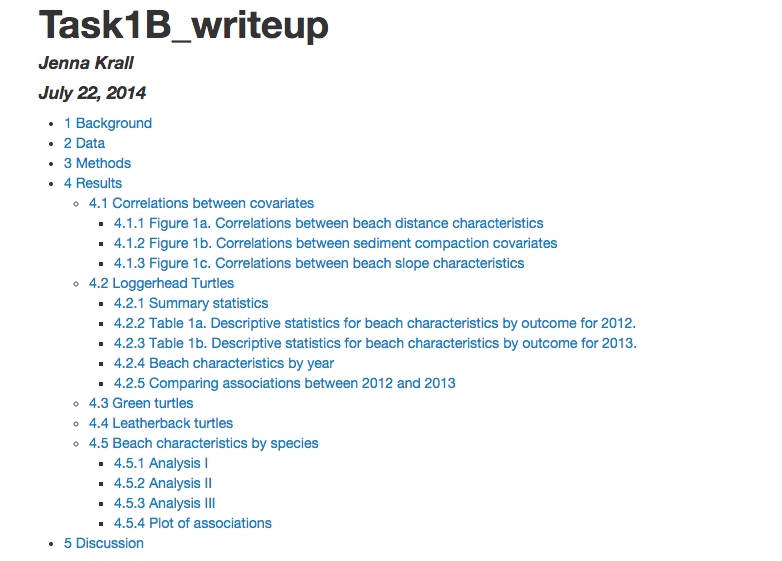 Task1B_writeup
Jenna Krall
July 22, 2014
1 Background
2 Data
3 Methods
4 Results
4.1 Correlations between covariates
4.1.1 Figure 1a. Correlations between beach distance characteristics
4.1.2 Figure 1b. Correlations between sediment compaction covariates
4.1.3 Figure 1c. Correlations between beach slope characteristics
4.2 Loggerhead Turtles
4.2.1 Summary statistics
4.2.2 Table 1a. Descriptive statistics for beach characteristics by outcome for 2012.
4.2.3 Table 1b. Descriptive statistics for beach characteristics by outcome for 2013.
4.2.4 Beach characteristics by year
4.2.5 Comparing associations between 2012 and 2013
4.3 Green turtles
4.4 Leatherback turtles
4.5 Beach characteristics by species
4.5.1 Analysis I
4.5.2 Analysis II
4.5.3 Analysis III
4.5.4 Plot of associations
5 Discussion